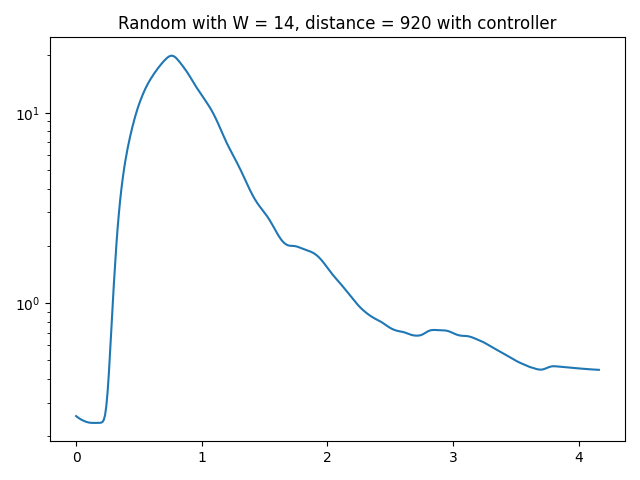 Random with W = 14, distance = 920 with controller
10¹
10⁰
0 1 2 3 4